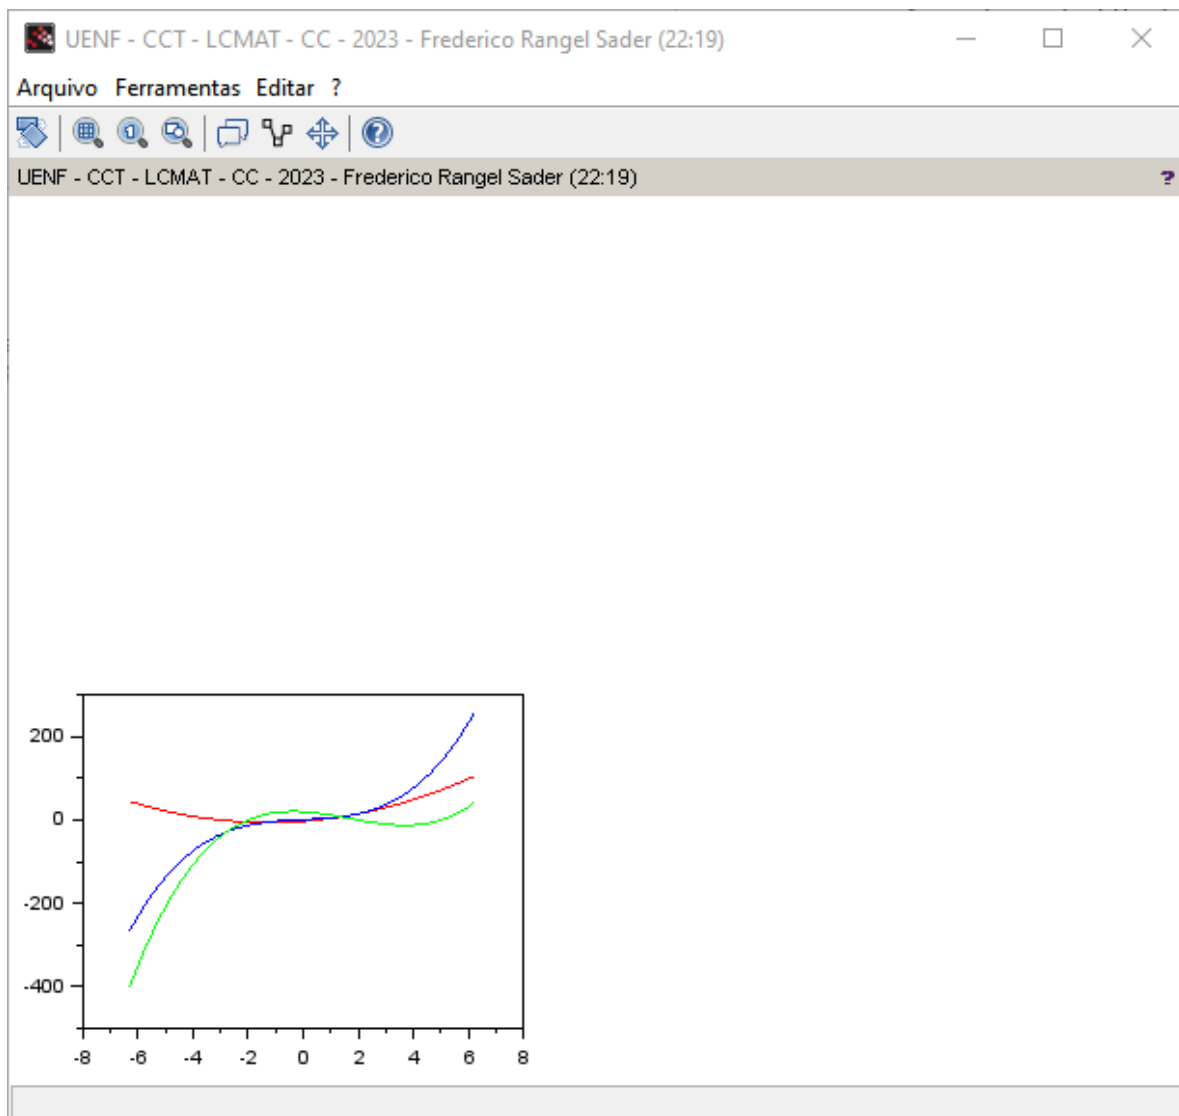 UENF - CCT - LCMAT - CC - 2023 - Frederico Rangel Sader (22:19)
Arquivo Ferramentas Editar ?
UENF - CCT - LCMAT - CC - 2023 - Frederico Rangel Sader (22:19) ?
200
0
-200
-400
-8 -6 -4 -2 0 2 4 6 8